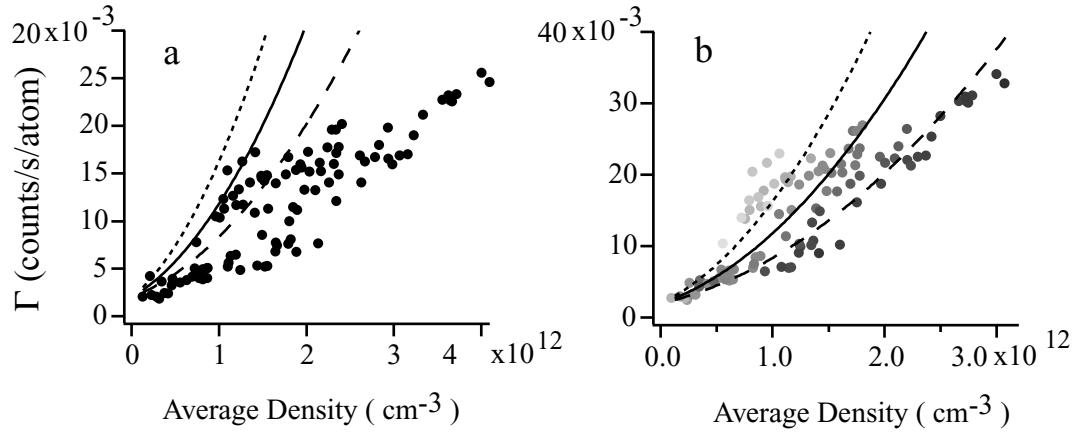 20x10⁻³
a
25
20
15
10
5
0
Γ (counts/s/atom)
0 1 2 3 4 x10¹²
Average Density ( cm⁻³ )
40x10⁻³
b
30
20
10
0
0.0 1.0 2.0 3.0 x10¹²
Average Density ( cm⁻³ )